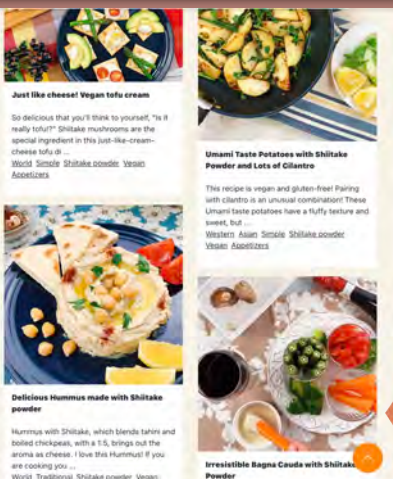 Just like cheese! Vegan tofu cream
So delicious that you'll think to yourself, "Is it
really tofu!?" Shiitake mushrooms are the
special ingredient in this just-like-cream-
cheese tofu di ...
World Simple Shiitake powder Vegan
Appetizers
Umami Taste Potatoes with Shiitake
Powder and Lots of Cilantro
This recipe is vegan and gluten-free! Pairing
with cilantro is an unusual combination! These
Umami taste potatoes have a fluffy texture and
sweet, but ...
Western Asian Simple Shiitake powder
Vegan Appetizers
Delicious Hummus made with Shiitake
powder
Hummus with Shiitake, which blends tahini and
boiled chickpeas, with a 1:5, brings out the
aroma as cheese. I love this Hummus! If you
are cooking you ...
World Traditional Shiitake powder Vegan
Irresistible Bagna Cauda with Shiitake
Powder